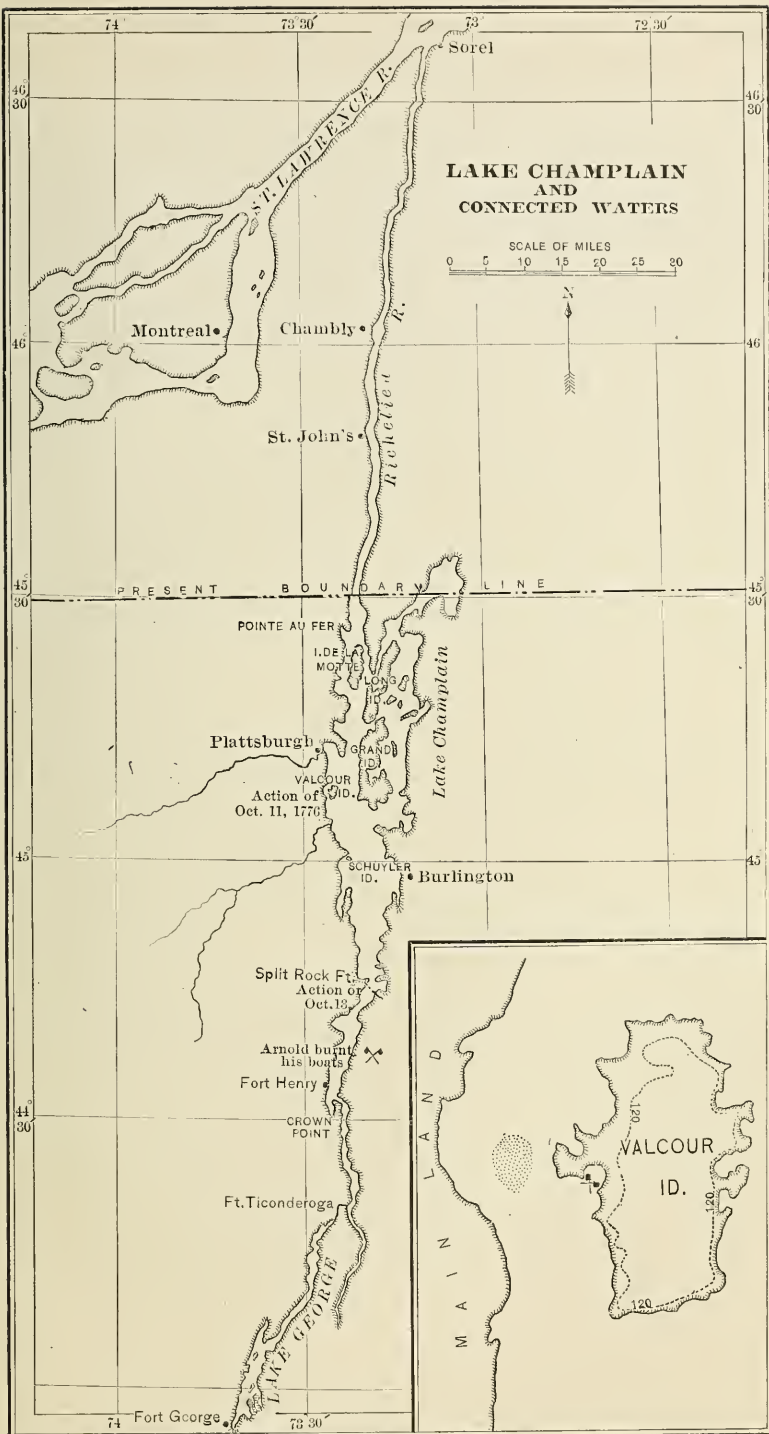 74
73°30'
73
72°30'
Sorel
46°
30
46
30
ST. LAWRENCE R.
LAKE CHAMPLAIN
AND
CONNECTED WATERS
SCALE OF MILES
0 5 10 15 20 25 30
N
Montreal
Chambly
R.
46
46
St. John's
Richelieu
45°
30
PRESENT BOUNDARY LINE
45
30
POINTE AU FER
I. DE LA
MOTTE
LONG
ID.
Lake Champlain
Plattsburgh
GRAND
ID.
VALCOUR
ID.
Action of
Oct. 11, 1776
45°
45
SCHUYLER
ID.
Burlington
Split Rock Pt.
Action of
Oct. 13.
Arnold burnt
his boats
Fort Henry
44°
30
CROWN
POINT
Ft. Ticonderoga
LAKE GEORGE
Fort George
74
73°30'
MAIN LAND
VALCOUR
ID.
120
120
120